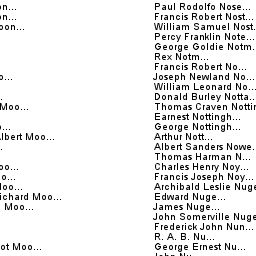 on... Paul Rodolfo Nose...
on... Francis Robert Nost...
oon... William Samuel Nost.
Percy Franklin Note...
George Goldie Notm.
Rex Notm...
Francis Robert No...
o... Joseph Newland No...
William Leonard No...
. Donald Burley Notta..
Moo... Thomas Craven Nottin
Earnest Nottingh...
o... George Nottingh...
lbert Moo... Arthur Nott...
. Albert Sanders Nowe.
Thomas Harman N...
oo... Charles Henry Noy...
o... Francis Joseph Noy...
Moo... Archibald Leslie Nuge
ichard Moo... Edward Nuge...
Moo... James Nuge...
John Somerville Nuge
Frederick John Nun...
R. A. B. Nu...
ot Moo... George Ernest Nu...
John Nu